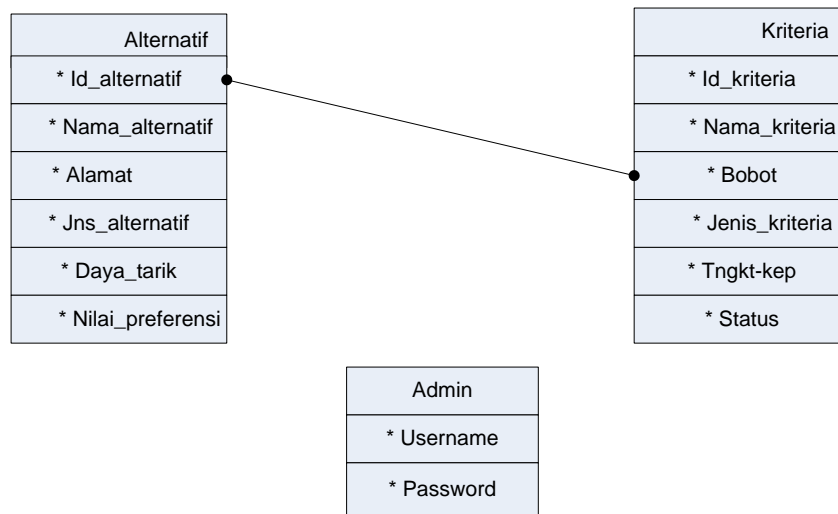 Alternatif
* Id_alternatif
* Nama_alternatif
* Alamat
* Jns_alternatif
* Daya_tarik
* Nilai_preferensi
Kriteria
* Id_kriteria
* Nama_kriteria
* Bobot
* Jenis_kriteria
* Tngkt-kep
* Status
Admin
* Username
* Password